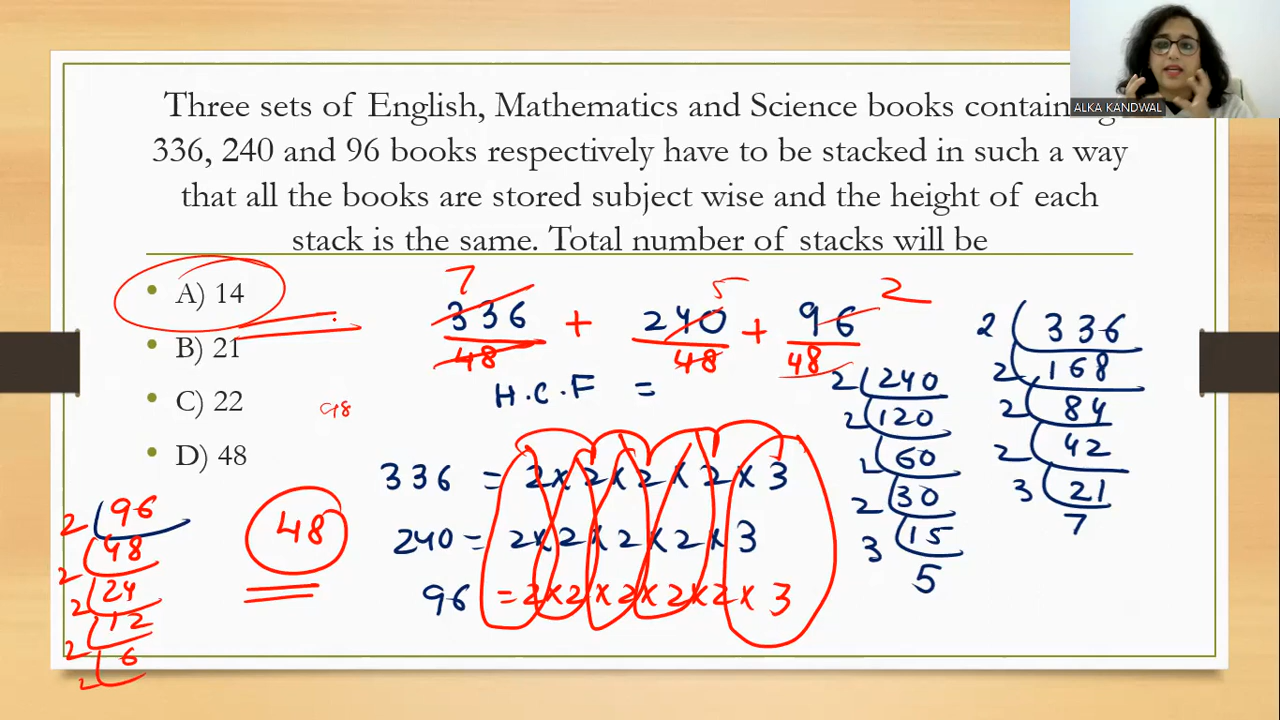 ALKA KANDWAL
Three sets of English, Mathematics and Science books
336, 240 and 96 books respectively have to be stacked in such a way
that all the books are stored subject wise and the height of each
stack is the same. Total number of stacks will be
• A) 14
• B) 21
• C) 22
• D) 48
7 5 2
336 + 240 + 96
48 48 48
H.C.F =
98
336 = 2×2×2×2×3
240 = 2×2×2×2×3
96 = 2×2×2×2×2×3
48
2 96
2 48
2 24
2 12
2 6
2 240
2 120
60
2 30
3 15
5
2 336
2 168
2 84
2 42
3 21
7